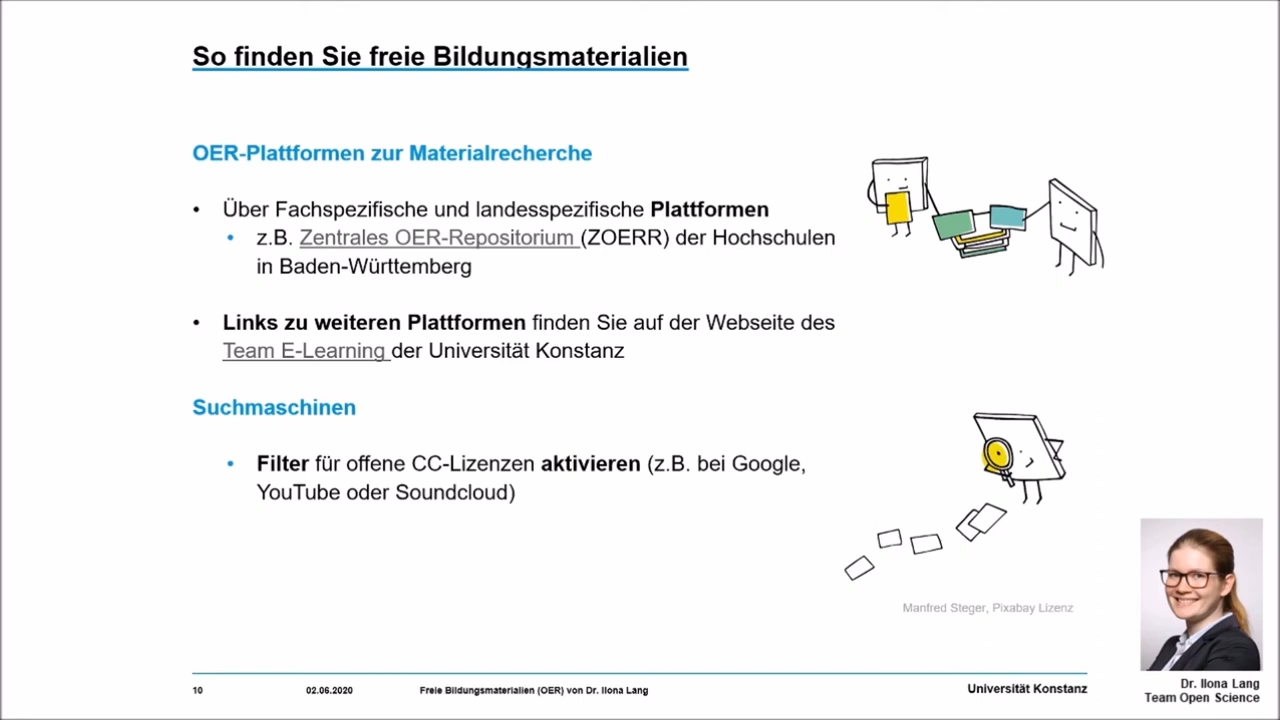 So finden Sie freie Bildungsmaterialien
OER-Plattformen zur Materialrecherche
• Über Fachspezifische und landesspezifische Plattformen
• z.B. Zentrales OER-Repositorium (ZOERR) der Hochschulen
in Baden-Württemberg
• Links zu weiteren Plattformen finden Sie auf der Webseite des
Team E-Learning der Universität Konstanz
Suchmaschinen
• Filter für offene CC-Lizenzen aktivieren (z.B. bei Google,
YouTube oder Soundcloud)
Manfred Steger, Pixabay Lizenz
10 02.06.2020 Freie Bildungsmaterialien (OER) von Dr. Ilona Lang Universität Konstanz
Dr. Ilona Lang
Team Open Science